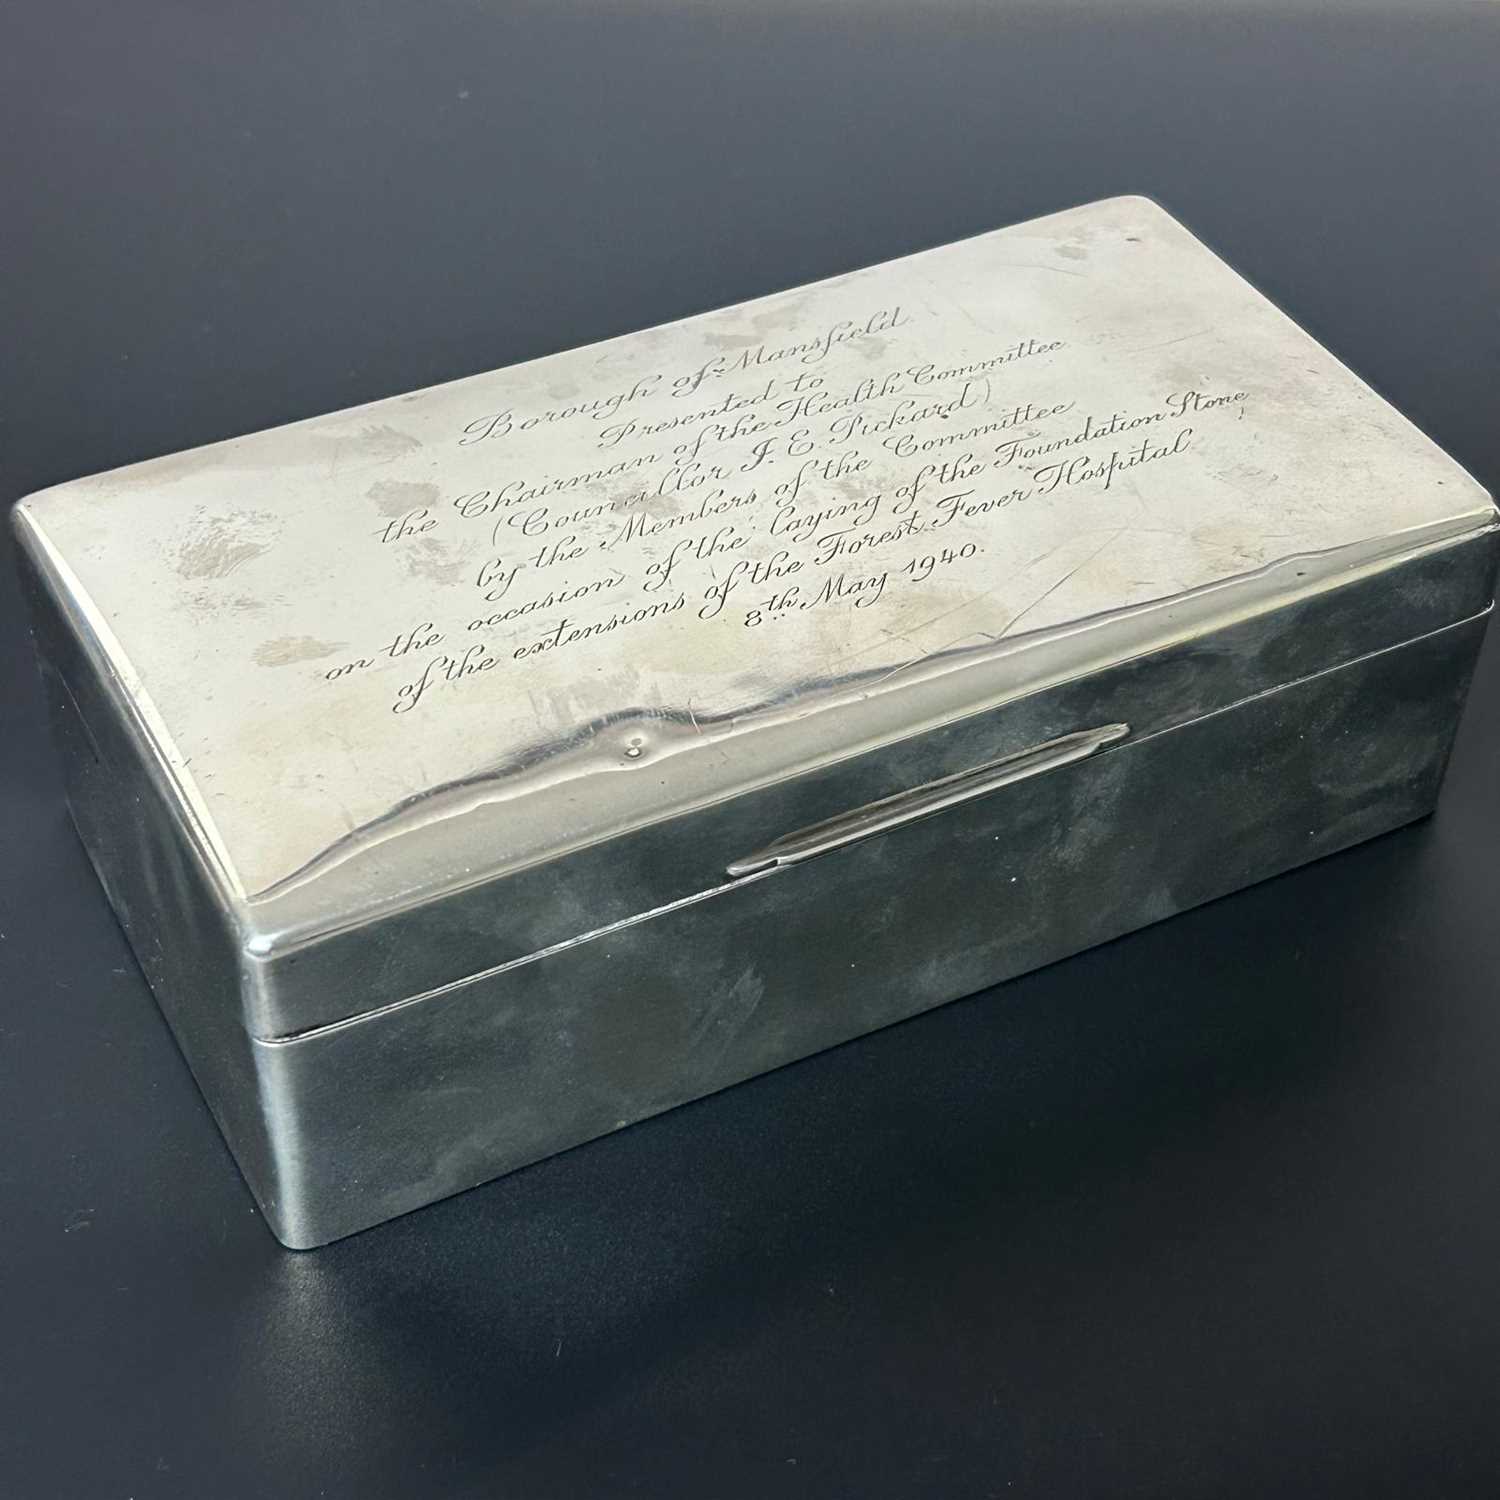 Borough of Mansfield
Presented to
the Chairman of the Health Committee
(Councillor J. E. Pickard)
by the Members of the Committee
on the occasion of the laying of the Foundation Stone
of the extensions of the Forest Fever Hospital
8th May 1940.